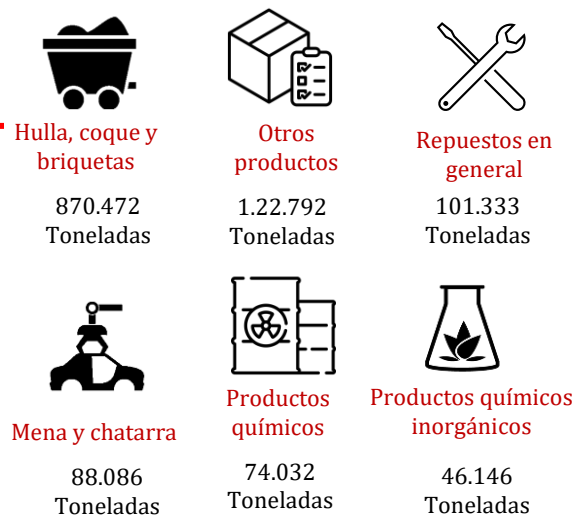 Hulla, coque y
briquetas
870.472
Toneladas
Otros
productos
1.22.792
Toneladas
Repuestos en
general
101.333
Toneladas
Mena y chatarra
88.086
Toneladas
Productos
químicos
74.032
Toneladas
Productos químicos
inorgánicos
46.146
Toneladas